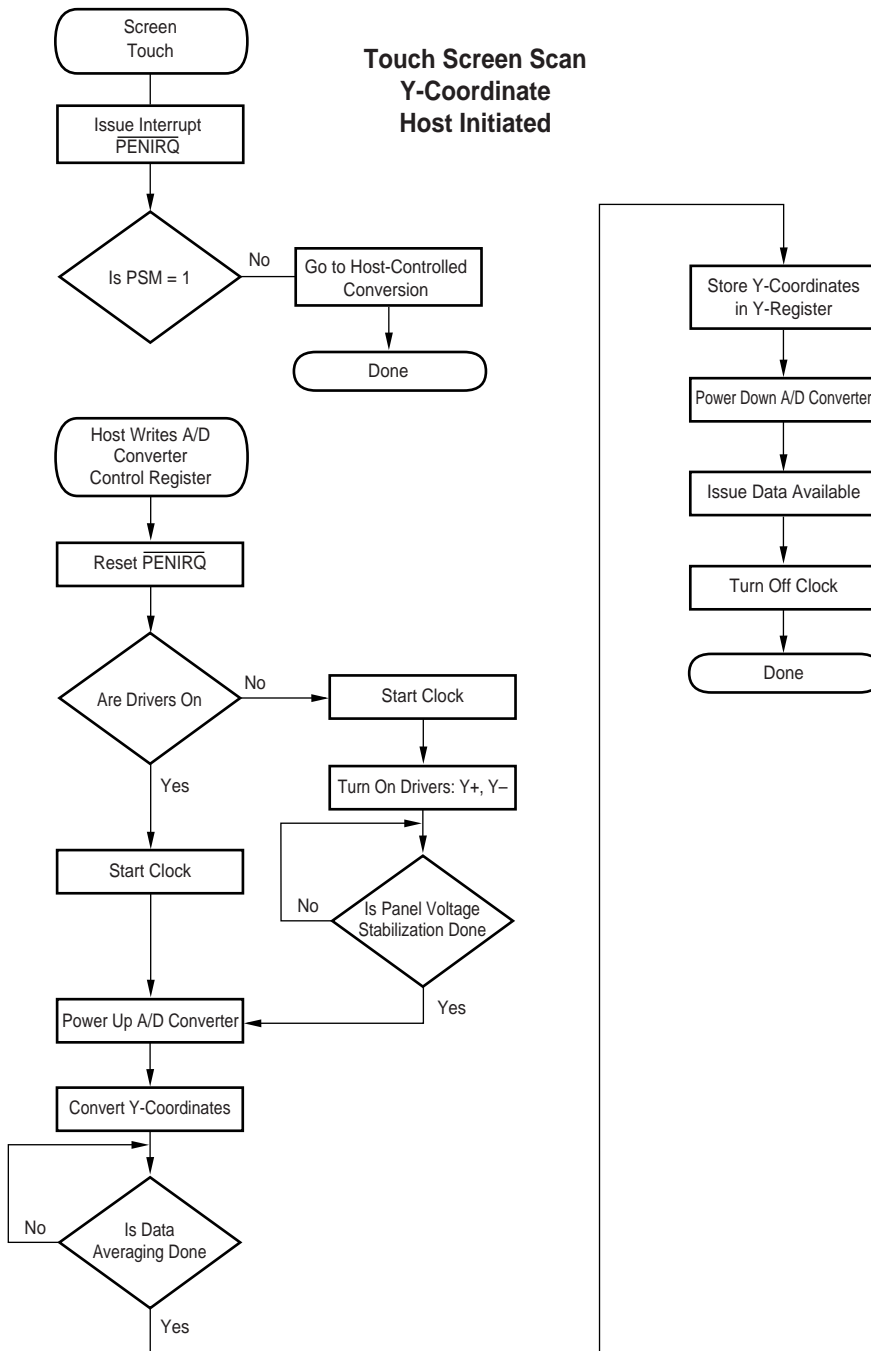 Screen
Touch
Touch Screen Scan
Y-Coordinate
Host Initiated
Issue Interrupt
PENIRQ
Is PSM = 1
No
Go to Host-Controlled
Conversion
Done
Host Writes A/D
Converter
Control Register
Reset PENIRQ
Are Drivers On
No
Start Clock
Turn On Drivers: Y+, Y–
Yes
Start Clock
No
Is Panel Voltage
Stabilization Done
Yes
Power Up A/D Converter
Convert Y-Coordinates
No
Is Data
Averaging Done
Yes
Store Y-Coordinates
in Y-Register
Power Down A/D Converter
Issue Data Available
Turn Off Clock
Done